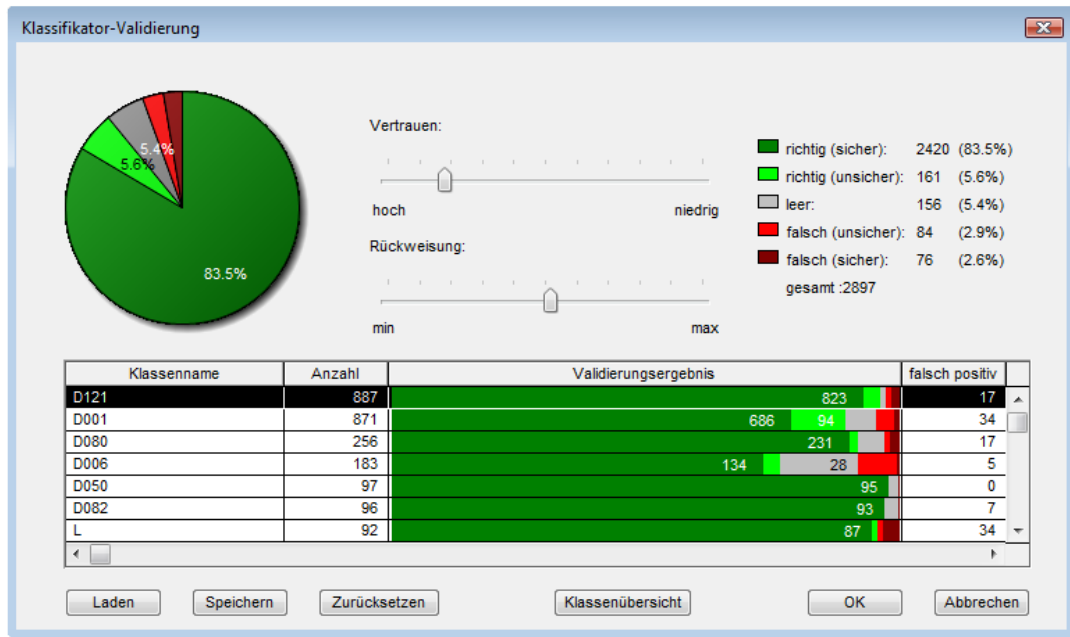 Klassifikator-Validierung
5.4%
5.6%
83.5%
Vertrauen:
hoch niedrig
Rückweisung:
min max
richtig (sicher): 2420 (83.5%)
richtig (unsicher): 161 (5.6%)
leer: 156 (5.4%)
falsch (unsicher): 84 (2.9%)
falsch (sicher): 76 (2.6%)
gesamt :2897
Klassenname Anzahl Validierungsergebnis falsch positiv
D121 887 823 17
D001 871 686 94 34
D080 256 231 17
D006 183 134 28 5
D050 97 95 0
D082 96 93 7
L 92 87 34
Laden Speichern Zurücksetzen Klassenübersicht OK Abbrechen